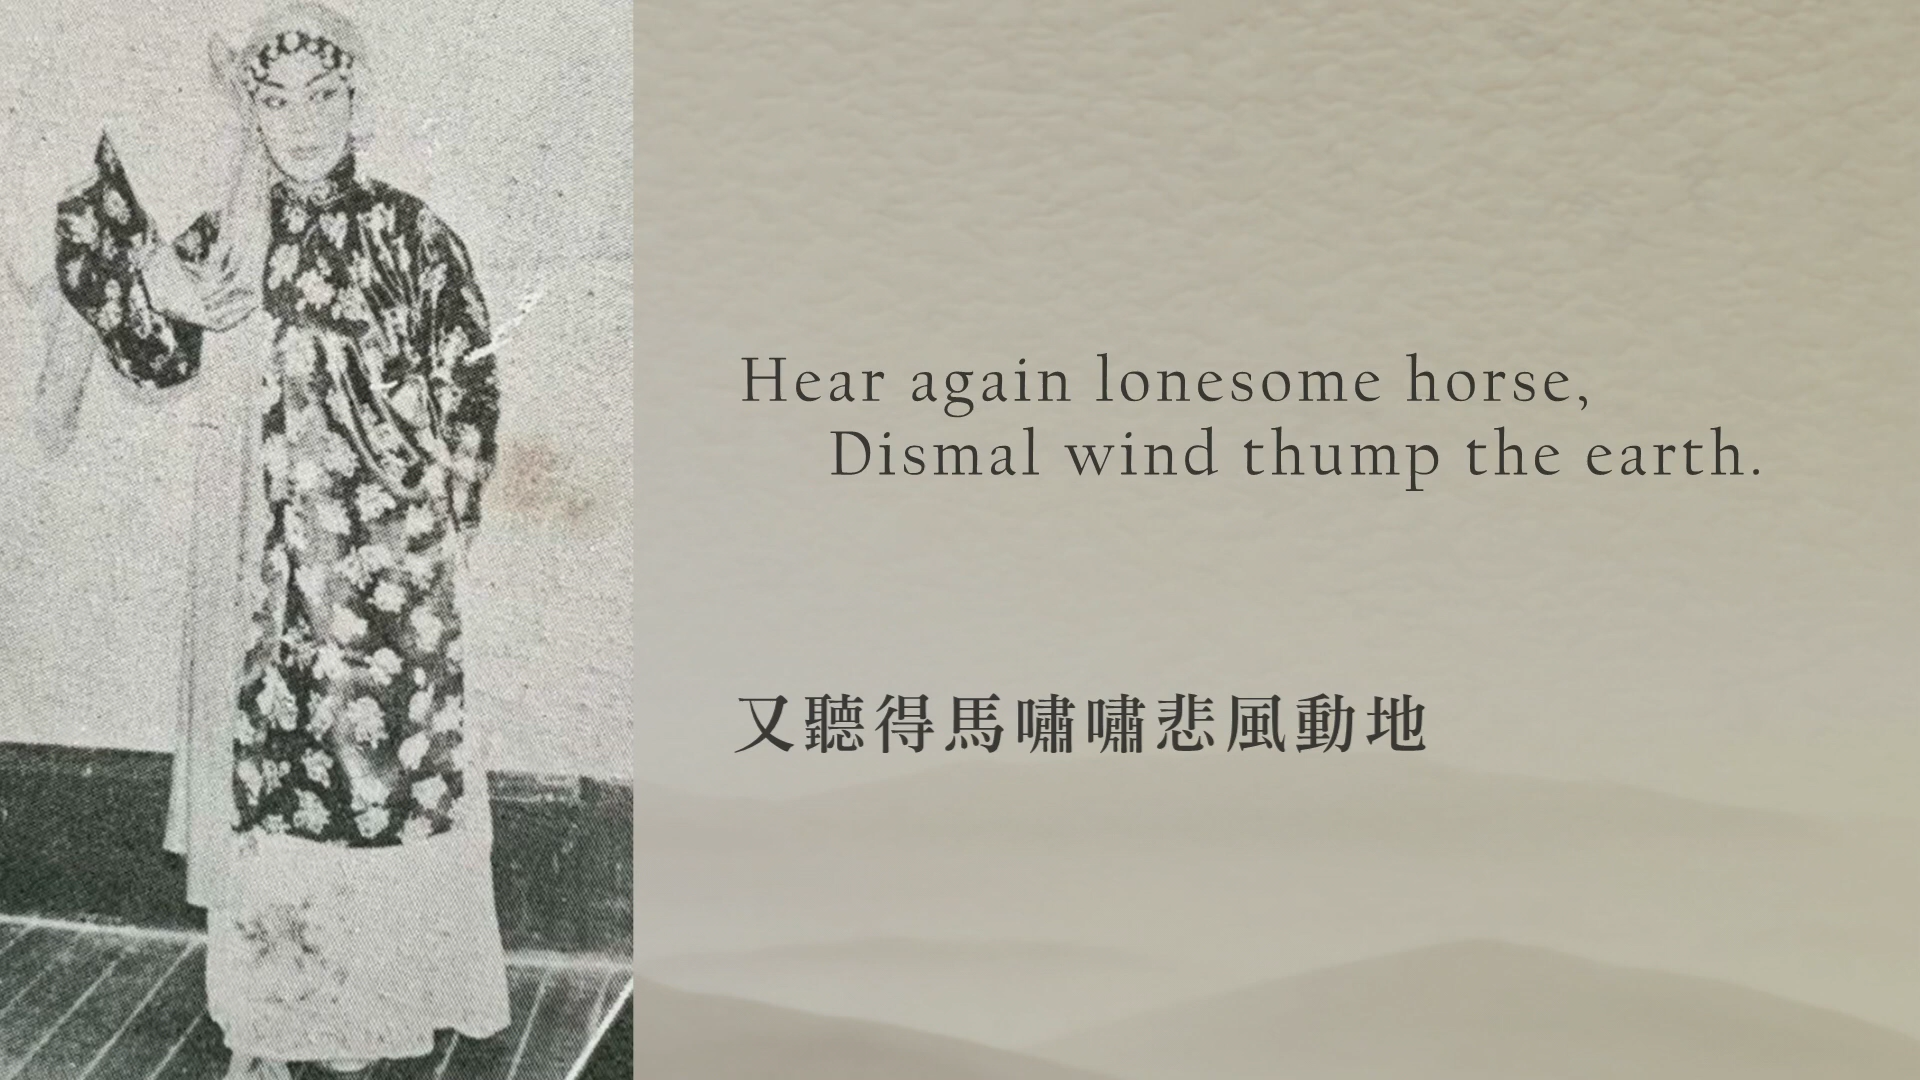 Hear again lonesome horse,
Dismal wind thump the earth.
又聽得馬嘯嘯悲風動地